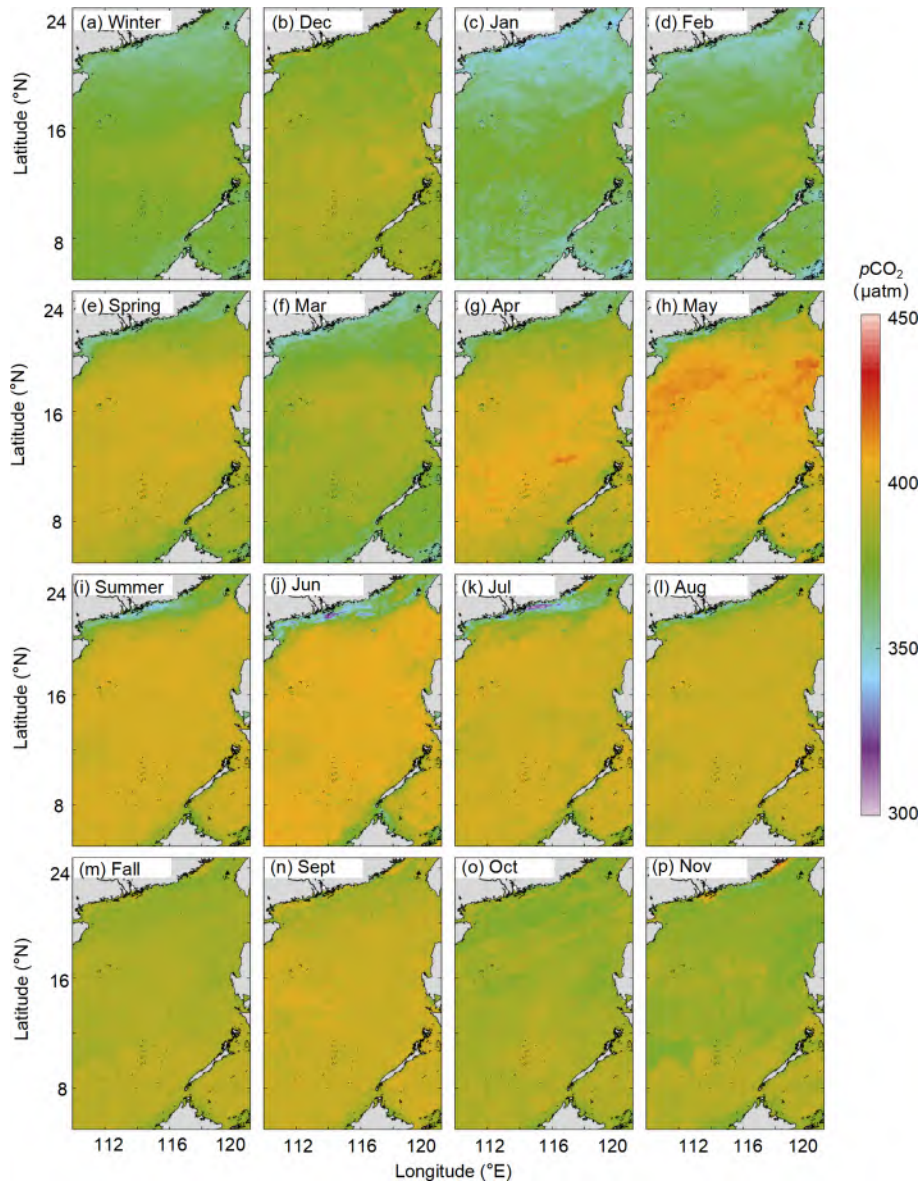 (a) Winter
(b) Dec
(c) Jan
(d) Feb
24
16
8
Latitude (°N)
(e) Spring
(f) Mar
(g) Apr
(h) May
24
16
8
Latitude (°N)
(i) Summer
(j) Jun
(k) Jul
(l) Aug
24
16
8
Latitude (°N)
(m) Fall
(n) Sept
(o) Oct
(p) Nov
24
16
8
Latitude (°N)
112 116 120
112 116 120
112 116 120
112 116 120
Longitude (°E)
pCO₂
(µatm)
450
400
350
300